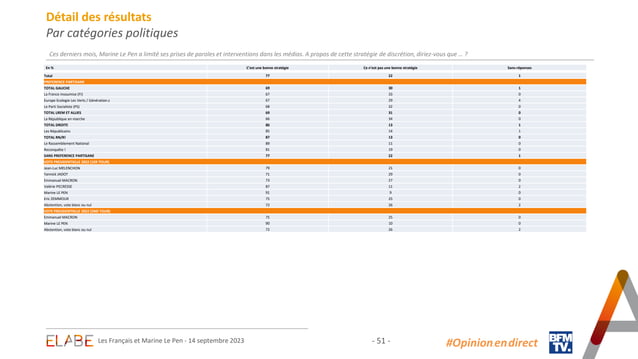 Détail des résultats
Par catégories politiques
Ces derniers mois, Marine Le Pen a limité ses prises de paroles et interventions dans les médias. A propos de cette stratégie de discrétion, diriez-vous que ... ?
En % C'est une bonne stratégie Ce n'est pas une bonne stratégie Sans réponses
Total 77 22 1
PREFERENCE PARTISANE
TOTAL GAUCHE 69 30 1
La France Insoumise (FI) 67 33 0
Europe Ecologie Les Verts / Génération.s 67 29 4
Le Parti Socialiste (PS) 68 32 0
TOTAL LREM ET ALLIES 69 31 0
La République en marche 66 34 0
TOTAL DROITE 86 13 1
Les Républicains 85 14 1
TOTAL RN/R! 87 13 0
Le Rassemblement National 89 11 0
Reconquête ! 81 19 0
SANS PREFERENCE PARTISANE 77 22 1
VOTE PRESIDENTIELLE 2022 (1ER TOUR)
Jean-Luc MELENCHON 79 21 0
Yannick JADOT 71 29 0
Emmanuel MACRON 73 27 0
Valérie PECRESSE 87 11 2
Marine LE PEN 91 9 0
Eric ZEMMOUR 75 25 0
Abstention, vote blanc ou nul 72 26 2
VOTE PRESIDENTIELLE 2022 (2ND TOUR)
Emmanuel MACRON 75 25 0
Marine LE PEN 90 10 0
Abstention, vote blanc ou nul 72 26 2
ELABE Les Français et Marine Le Pen - 14 septembre 2023 - 51 - #Opinion en direct BFM TV.